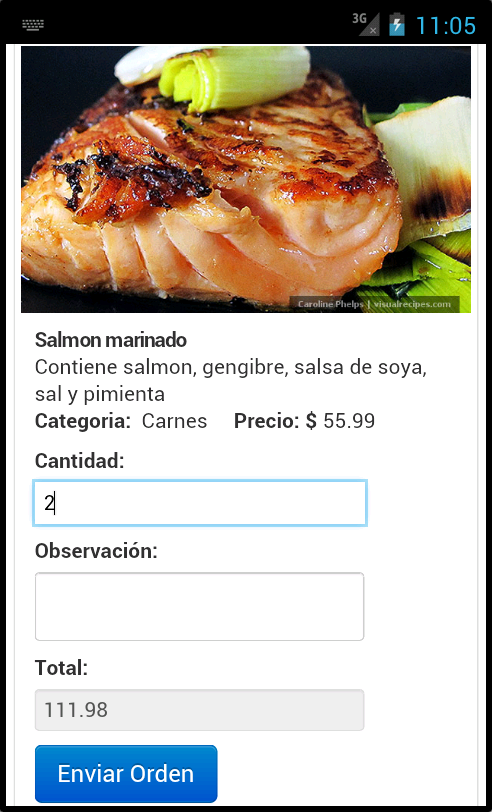 3G 11:05
Caroline Phelps | visualrecipes.com
Salmon marinado
Contiene salmon, gengibre, salsa de soya,
sal y pimienta
Categoria: Carnes Precio: $ 55.99
Cantidad:
2
Observación:
Total:
111.98
Enviar Orden